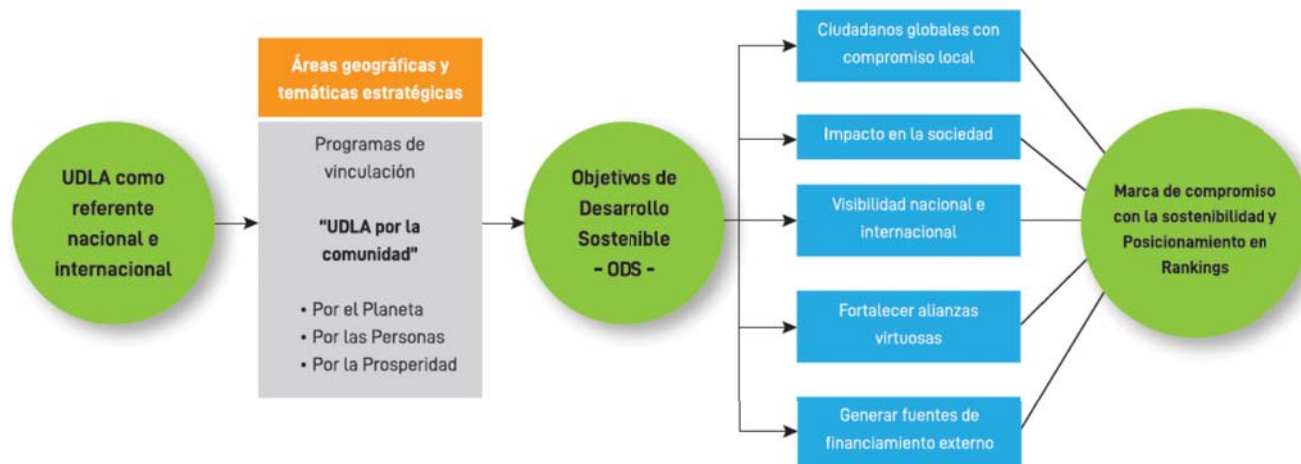 UDLA como
referente
nacional e
internacional
Áreas geográficas y
temáticas estratégicas
Programas de
vinculación
"UDLA por la
comunidad"
• Por el Planeta
• Por las Personas
• Por la Prosperidad
Objetivos de
Desarrollo
Sostenible
- ODS -
Ciudadanos globales con
compromiso local
Impacto en la sociedad
Visibilidad nacional e
internacional
Fortalecer alianzas
virtuosas
Generar fuentes de
financiamiento externo
Marca de compromiso
con la sostenibilidad y
Posicionamiento en
Rankings